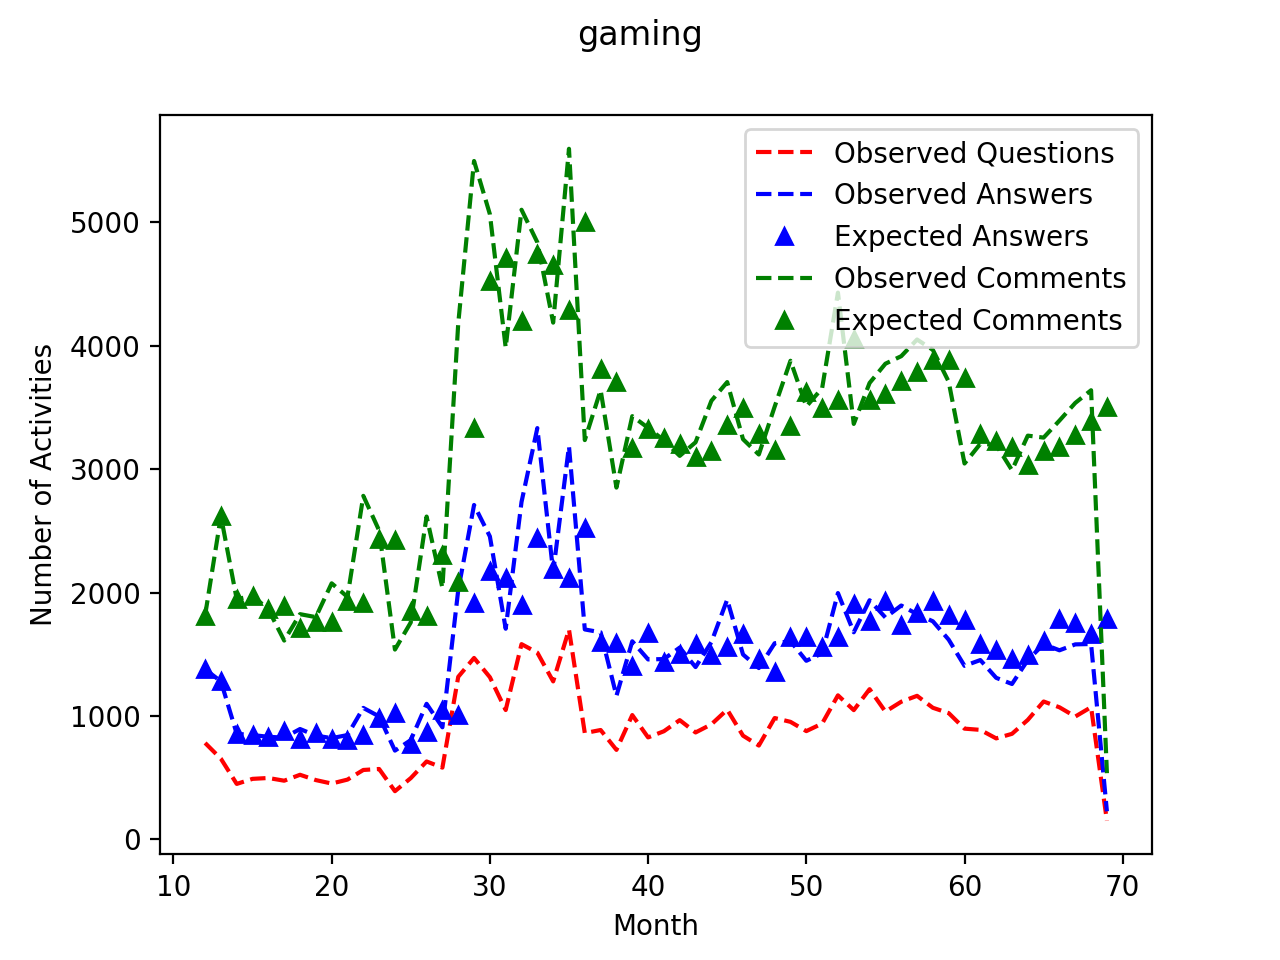 gaming
Observed Questions
Observed Answers
Expected Answers
Observed Comments
Expected Comments
Number of Activities
5000
4000
3000
2000
1000
0
10 20 30 40 50 60 70
Month